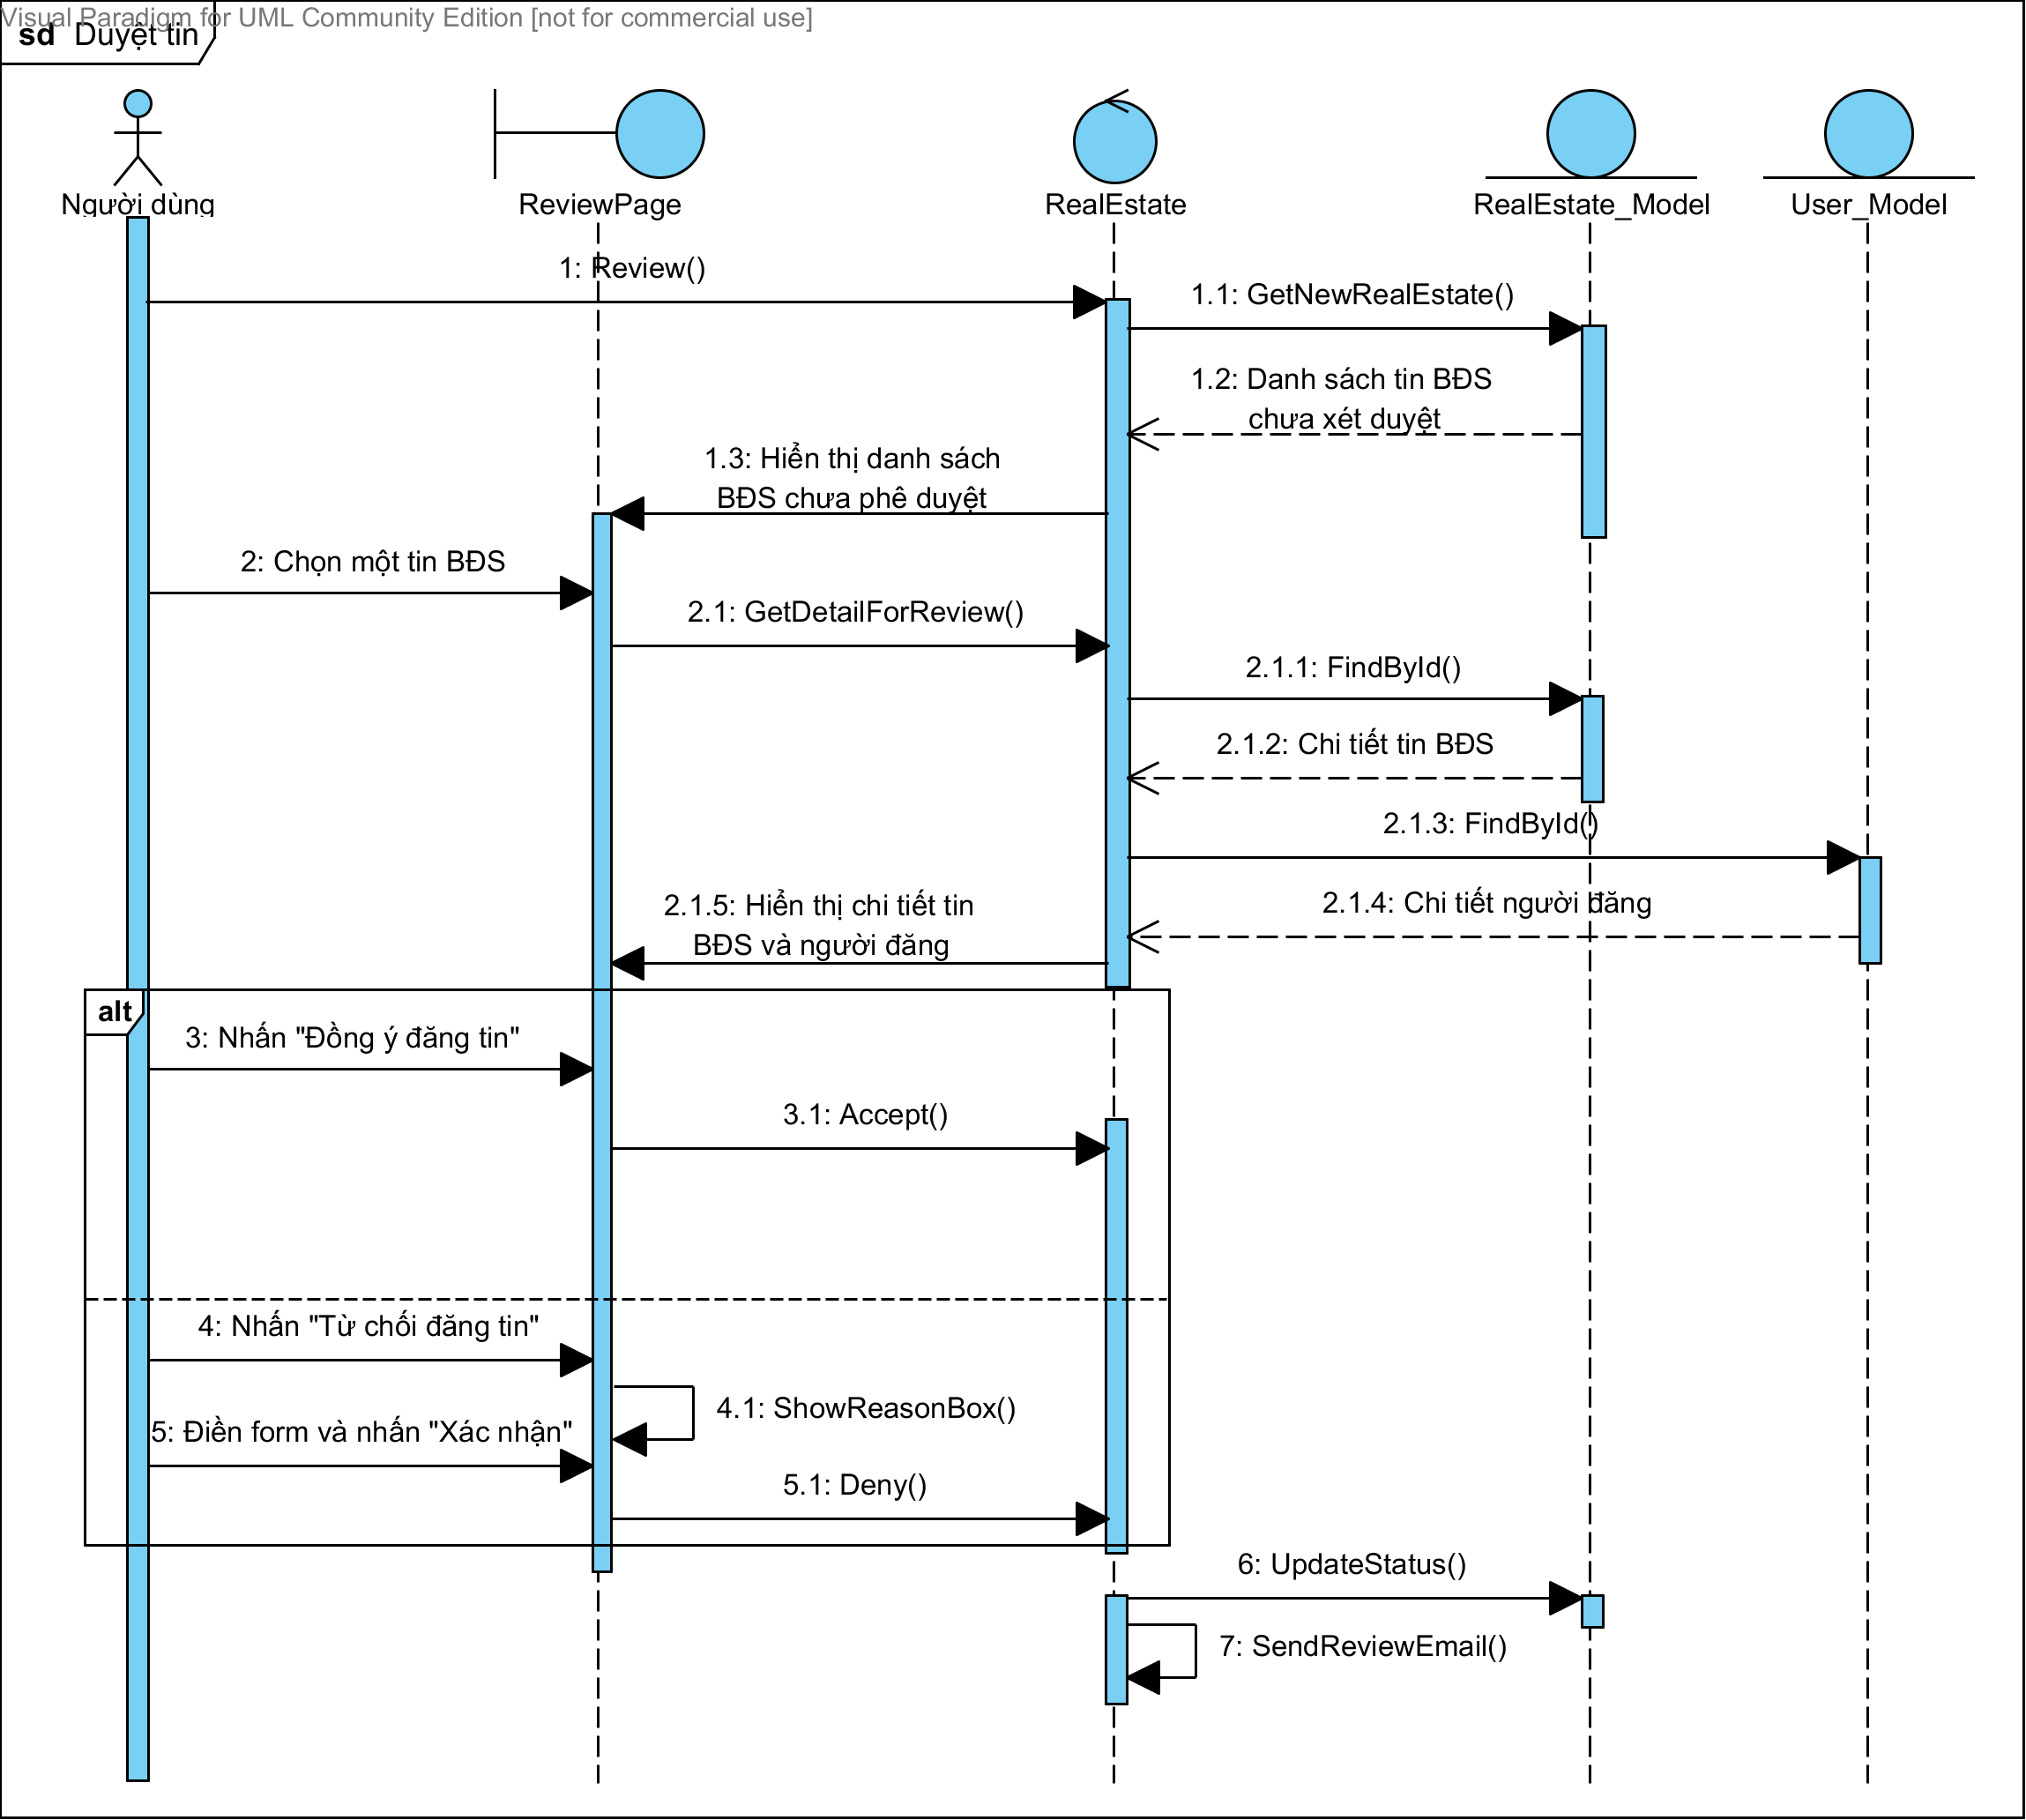 Visual Paradigm for UML Community Edition [not for commercial use]
sd Duyệt tin
Người dùng
ReviewPage
RealEstate
RealEstate_Model
User_Model
1: Review()
1.1: GetNewRealEstate()
1.2: Danh sách tin BĐS
chưa xét duyệt
1.3: Hiển thị danh sách
BĐS chưa phê duyệt
2: Chọn một tin BĐS
2.1: GetDetailForReview()
2.1.1: FindById()
2.1.2: Chi tiết tin BĐS
2.1.3: FindById()
2.1.4: Chi tiết người đăng
2.1.5: Hiển thị chi tiết tin
BĐS và người đăng
alt
3: Nhấn "Đồng ý đăng tin"
3.1: Accept()
4: Nhấn "Từ chối đăng tin"
4.1: ShowReasonBox()
5: Điền form và nhấn "Xác nhận"
5.1: Deny()
6: UpdateStatus()
7: SendReviewEmail()